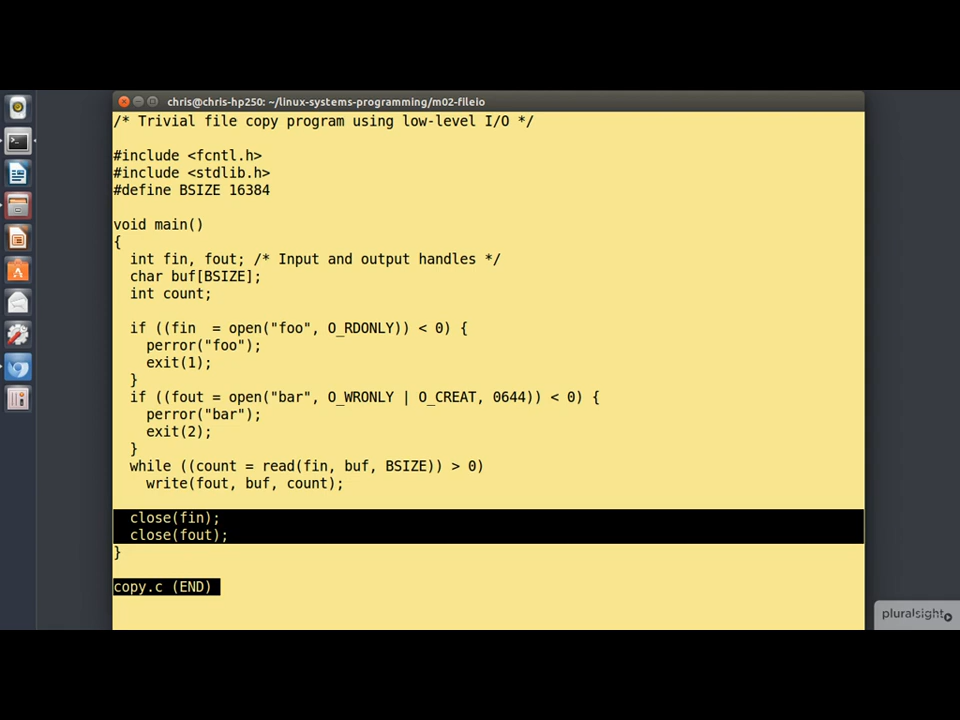 chris@chris-hp250: ~/linux-systems-programming/m02-fileio
/* Trivial file copy program using low-level I/O */

#include <fcntl.h>
#include <stdlib.h>
#define BSIZE 16384

void main()
{
  int fin, fout; /* Input and output handles */
  char buf[BSIZE];
  int count;

  if ((fin  = open("foo", O_RDONLY)) < 0) {
    perror("foo");
    exit(1);
  }
  if ((fout = open("bar", O_WRONLY | O_CREAT, 0644)) < 0) {
    perror("bar");
    exit(2);
  }
  while ((count = read(fin, buf, BSIZE)) > 0)
    write(fout, buf, count);

  close(fin);
  close(fout);
}

copy.c (END)
pluralsight